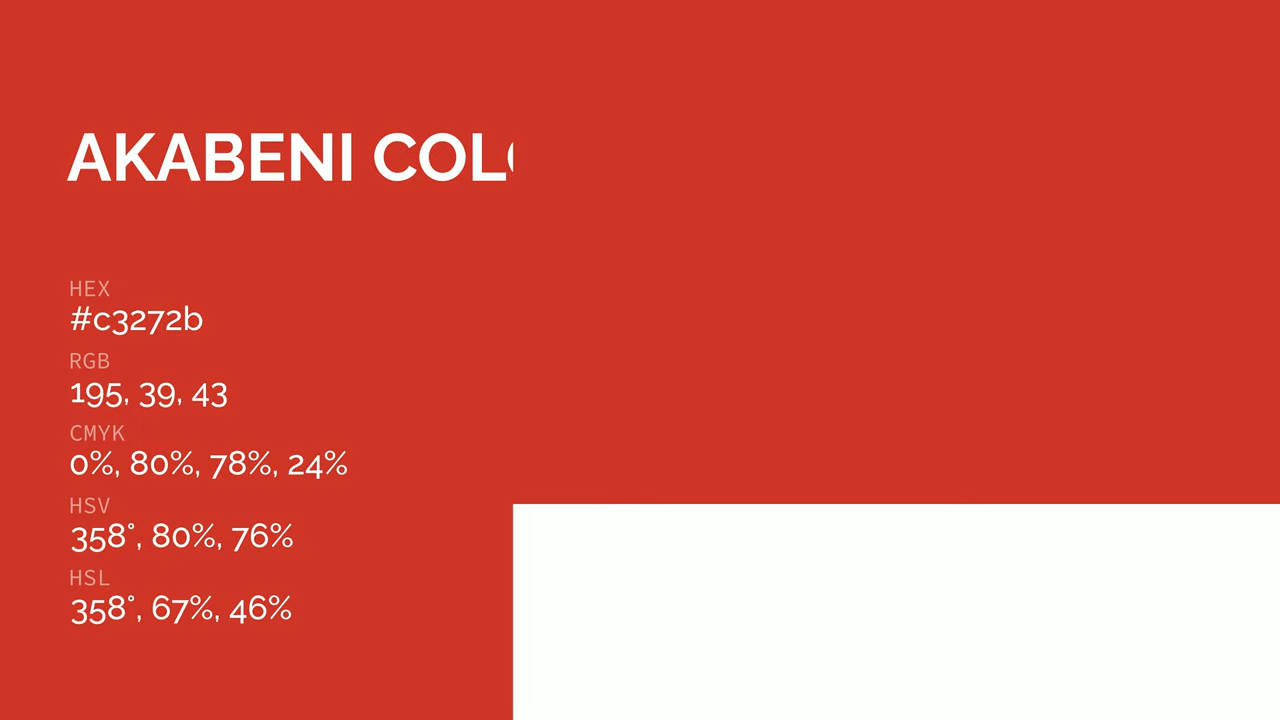 AKABENI COL
HEX
#c3272b
RGB
195, 39, 43
CMYK
0%, 80%, 78%, 24%
HSV
358°, 80%, 76%
HSL
358°, 67%, 46%